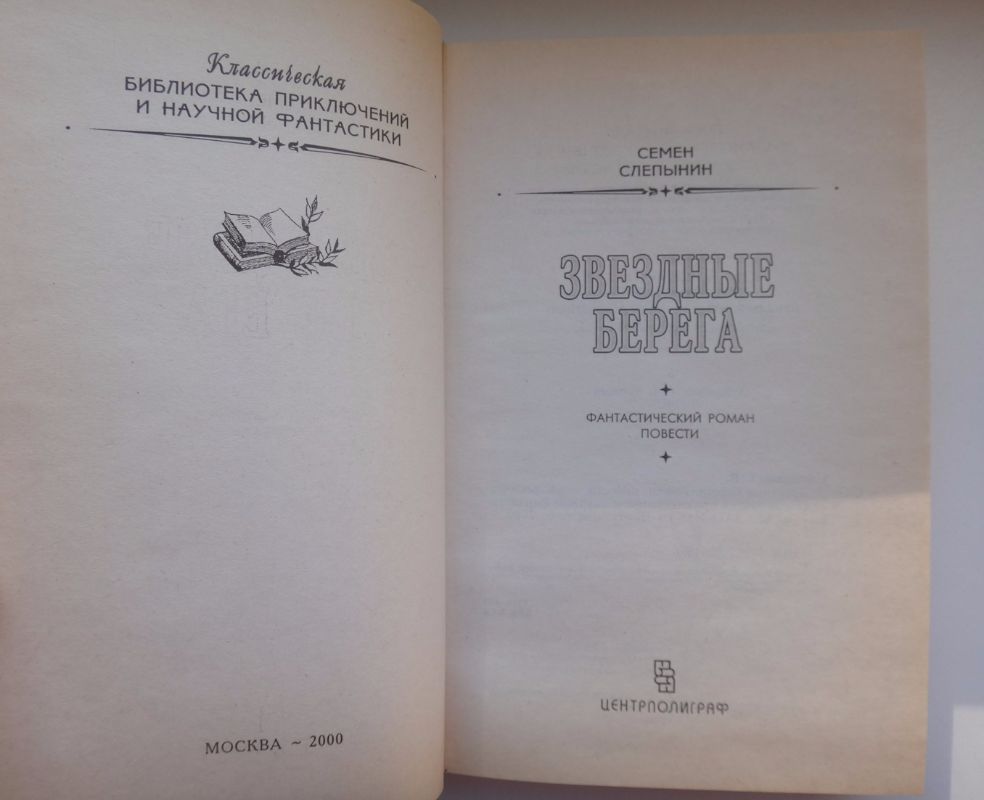 Классическая
БИБЛИОТЕКА ПРИКЛЮЧЕНИЙ
И НАУЧНОЙ ФАНТАСТИКИ
МОСКВА ~ 2000
СЕМЕН
СЛЕПЫНИН
ЗВЕЗДНЫЕ
БЕРЕГА
ФАНТАСТИЧЕСКИЙ РОМАН
ПОВЕСТИ
ЦЕНТРПОЛИГРАФ